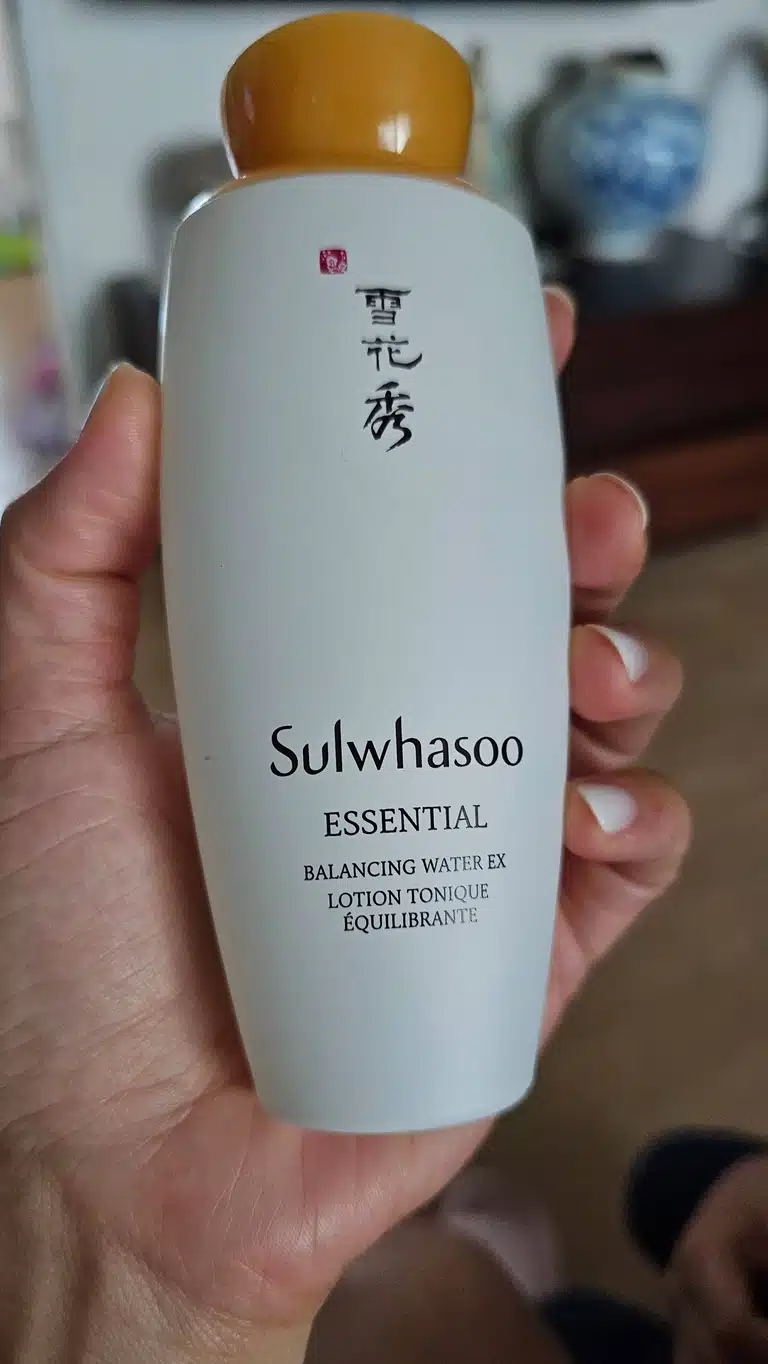 雪花秀
Sulwhasoo
ESSENTIAL
BALANCING WATER EX
LOTION TONIQUE
ÉQUILIBRANTE